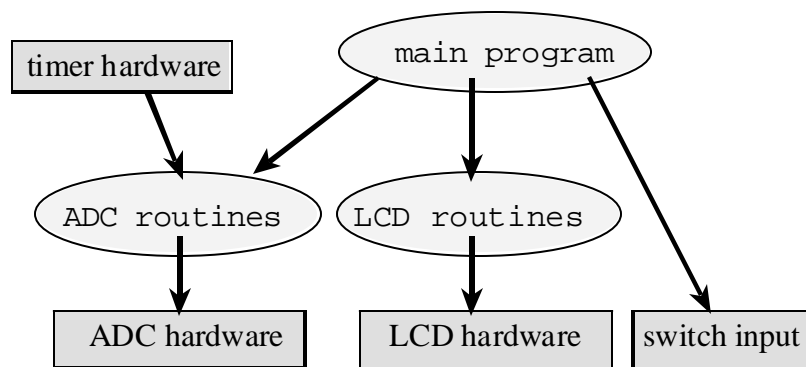 main program
timer hardware
ADC routines
LCD routines
ADC hardware
LCD hardware
switch input